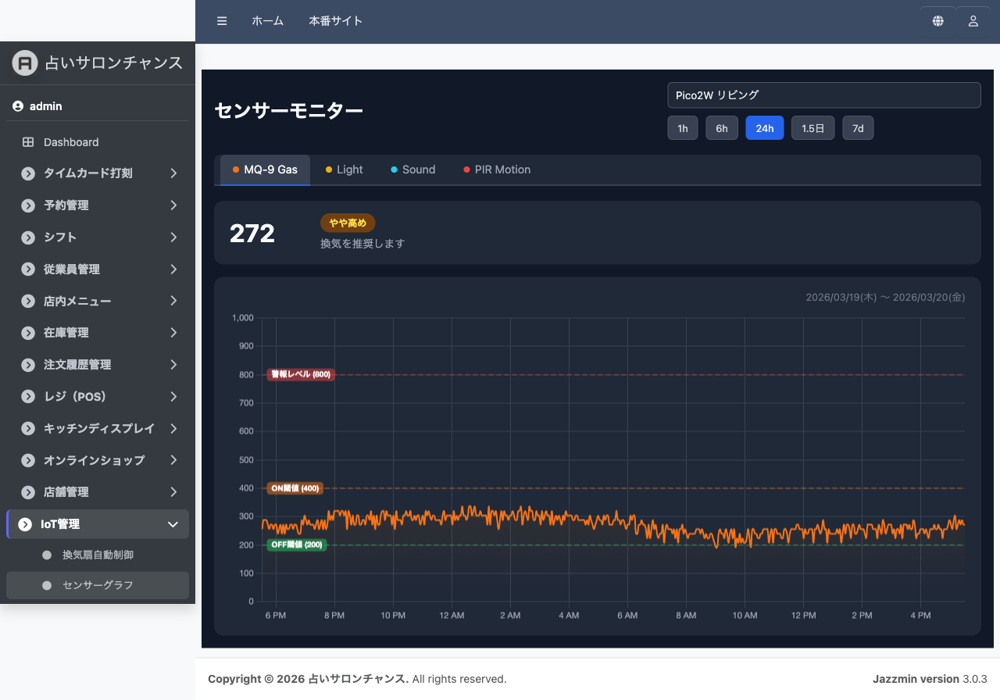 ホーム 本番サイト
占いサロンチャンス
admin
Dashboard
タイムカード打刻
予約管理
シフト
従業員管理
店内メニュー
在庫管理
注文履歴管理
レジ（POS）
キッチンディスプレイ
オンラインショップ
店舗管理
IoT管理
換気扇自動制御
センサーグラフ
センサーモニター
Pico2W リビング
1h 6h 24h 1.5日 7d
MQ-9 Gas Light Sound PIR Motion
272
やや高め
換気を推奨します
2026/03/19(木) 〜 2026/03/20(金)
1,000
900
800
警報レベル (800)
700
600
500
400
ON閾値 (400)
300
200
OFF閾値 (200)
100
0
6 PM 8 PM 10 PM 12 AM 2 AM 4 AM 6 AM 8 AM 10 AM 12 PM 2 PM 4 PM
Copyright © 2026 占いサロンチャンス. All rights reserved.
Jazzmin version 3.0.3